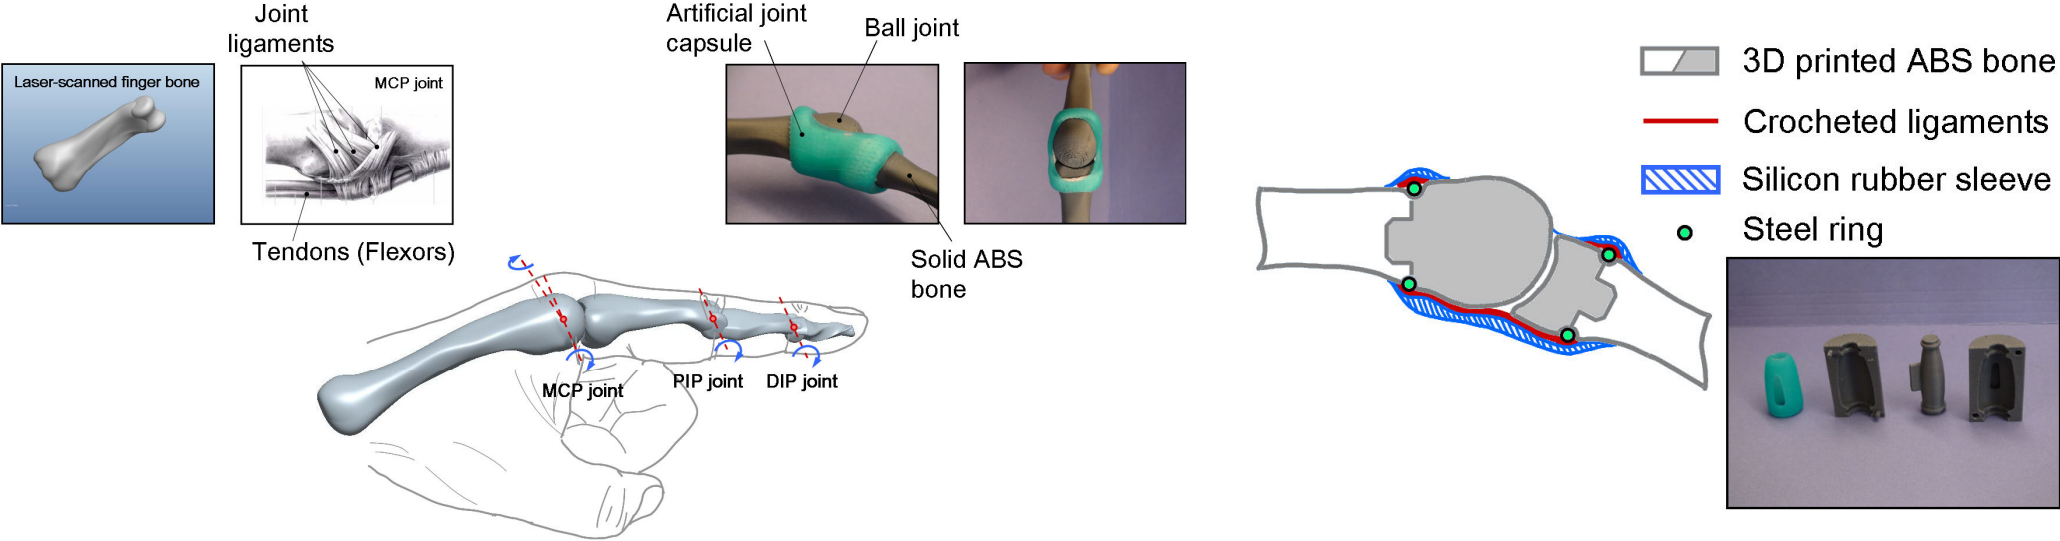 Joint
ligaments
Laser-scanned finger bone
MCP joint
Tendons (Flexors)
Artificial joint
capsule
Ball joint
Solid ABS
bone
MCP joint
PIP joint
DIP joint
3D printed ABS bone
Crocheted ligaments
Silicon rubber sleeve
Steel ring